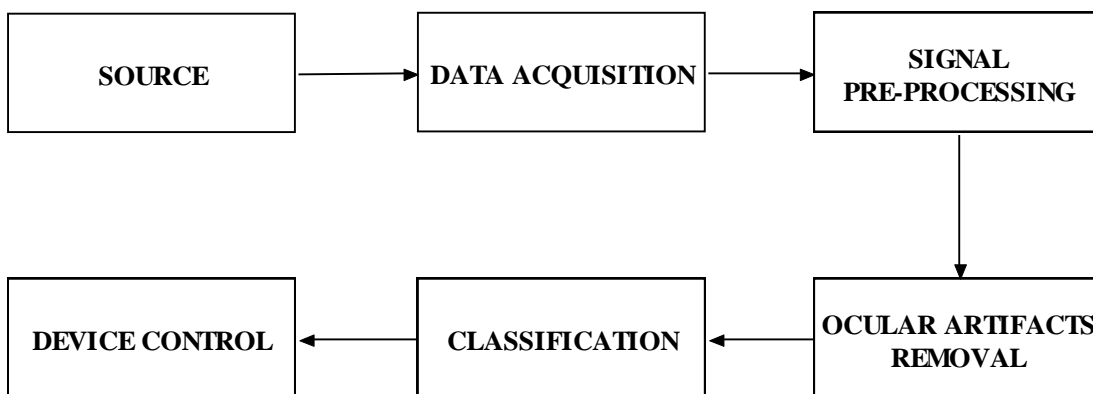 SOURCE
DATA ACQUISITION
SIGNAL
PRE-PROCESSING
OCULAR ARTIFACTS
REMOVAL
CLASSIFICATION
DEVICE CONTROL